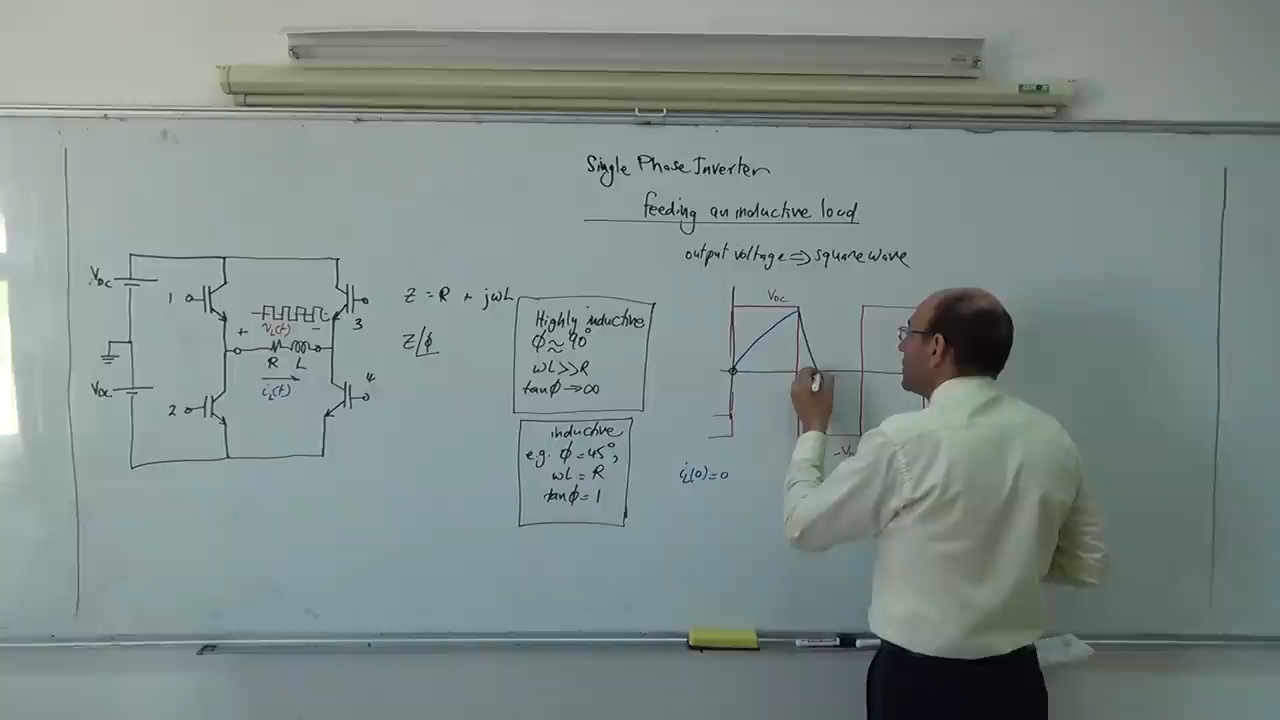 Single Phase Inverter
feeding an inductive load
output voltage ⇒ square wave
VDC
VDC
1
2
3
4
+ vL(t) -
R L
iL(t)
Z = R + jωL
Z/ϕ
Highly inductive
ϕ ≈ 90°
ωL >> R
tanϕ → ∞
inductive
e.g. ϕ = 45°,
ωL = R
tanϕ = 1
VDC
iL(0)=0